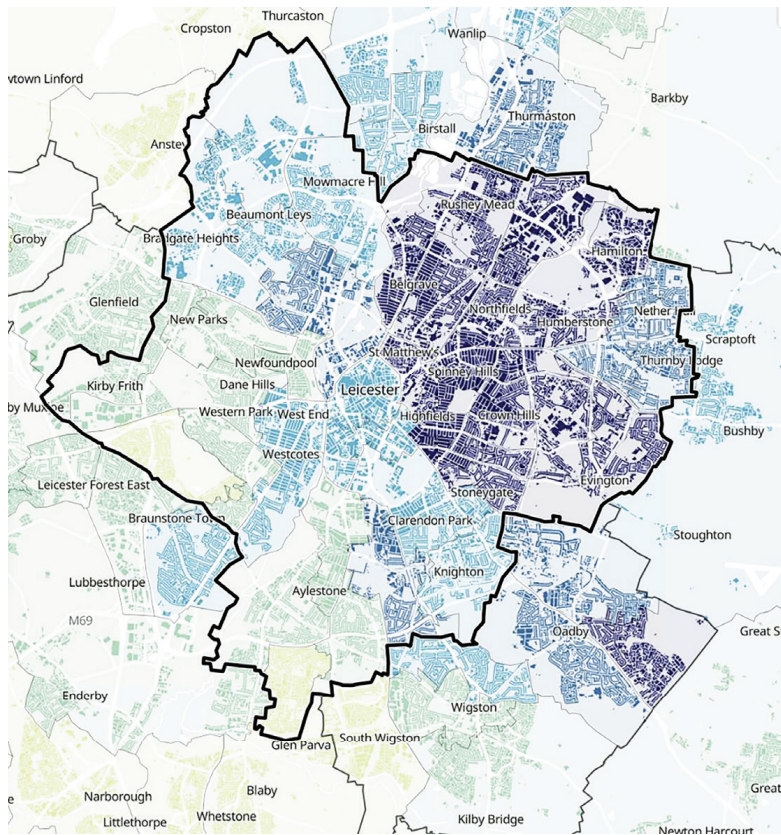 Thurcaston
Cropston
Wanlip
wtown Linford
Barkby
Thurmaston
Birstall
Anstey
Mowmacre Hill
Rushey Mead
Beaumont Leys
Groby
Bradgate Heights
Hamilton
Belgrave
Glenfield
Northfields
Nether Hall
New Parks
Humberstone
Scraptoft
St Matthew's
Newfoundpool
Thurnby Lodge
Spinney Hills
Kirby Frith
Dane Hills
Leicester
by Muxloe
Western Park
West End
Highfields
Crown Hills
Bushby
Westcotes
Leicester Forest East
Evington
Stoneygate
Braunstone Town
Clarendon Park
Stoughton
Lubbesthorpe
Knighton
Aylestone
M69
Oadby
Great S
Enderby
Wigston
South Wigston
Glen Parva
Blaby
Great
Narborough
Whetstone
Kilby Bridge
Littlethorpe
Newton Harcourt
e